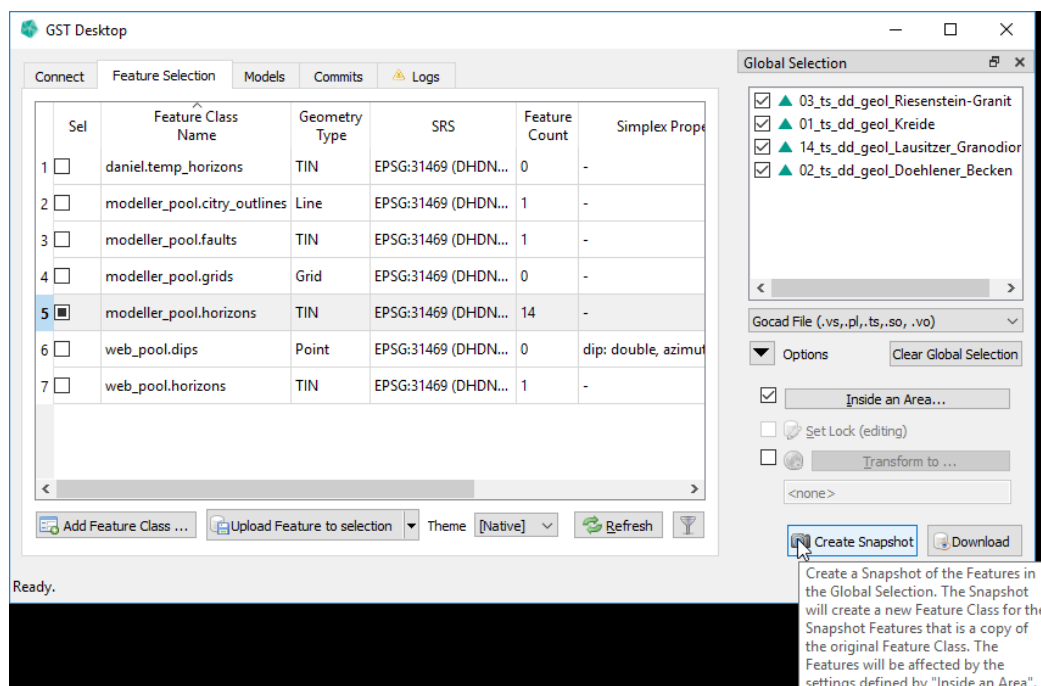 GST Desktop
Connect Feature Selection Models Commits Logs
Sel Feature Class Name Geometry Type SRS Feature Count Simplex Prope
1 daniel.temp_horizons TIN EPSG:31469 (DHDN... 0 -
2 modeller_pool.citry_outlines Line EPSG:31469 (DHDN... 1 -
3 modeller_pool.faults TIN EPSG:31469 (DHDN... 1 -
4 modeller_pool.grids Grid EPSG:31469 (DHDN... 0 -
5 modeller_pool.horizons TIN EPSG:31469 (DHDN... 14 -
6 web_pool.dips Point EPSG:31469 (DHDN... 0 dip: double, azimut
7 web_pool.horizons TIN EPSG:31469 (DHDN... 1 -
Add Feature Class ... Upload Feature to selection Theme [Native] Refresh
Ready.
Global Selection
03_ts_dd_geol_Riesenstein-Granit
01_ts_dd_geol_Kreide
14_ts_dd_geol_Lausitzer_Granodior
02_ts_dd_geol_Doehlener_Becken
Gocad File (.vs,.pl,.ts,.so, .vo)
Options Clear Global Selection
Inside an Area...
Set Lock (editing)
Transform to ...
<none>
Create Snapshot Download
Create a Snapshot of the Features in
the Global Selection. The Snapshot
will create a new Feature Class for the
Snapshot Features that is a copy of
the original Feature Class. The
Features will be affected by the
settings defined by "Inside an Area".